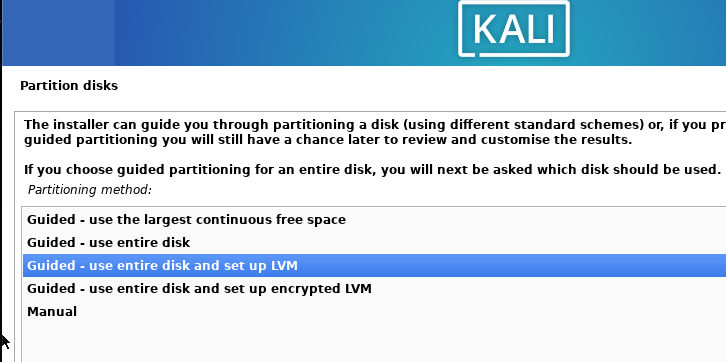 KALI
Partition disks
The installer can guide you through partitioning a disk (using different standard schemes) or, if you pr
guided partitioning you will still have a chance later to review and customise the results.
If you choose guided partitioning for an entire disk, you will next be asked which disk should be used.
Partitioning method:
Guided - use the largest continuous free space
Guided - use entire disk
Guided - use entire disk and set up LVM
Guided - use entire disk and set up encrypted LVM
Manual